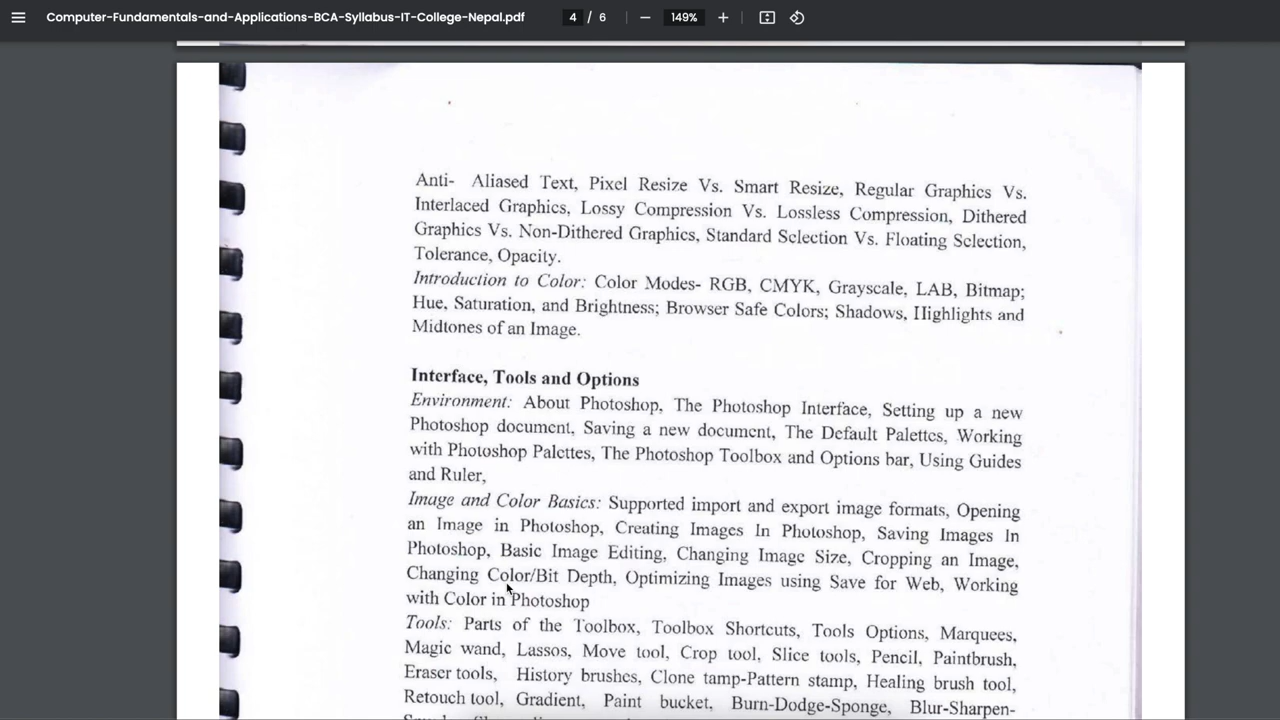 Computer-Fundamentals-and-Applications-BCA-Syllabus-IT-College-Nepal.pdf
4 / 6
149%
Anti- Aliased Text, Pixel Resize Vs. Smart Resize, Regular Graphics Vs.
Interlaced Graphics, Lossy Compression Vs. Lossless Compression, Dithered
Graphics Vs. Non-Dithered Graphics, Standard Selection Vs. Floating Selection,
Tolerance, Opacity.
Introduction to Color: Color Modes- RGB, CMYK, Grayscale, LAB, Bitmap;
Hue, Saturation, and Brightness; Browser Safe Colors; Shadows, Highlights and
Midtones of an Image.
Interface, Tools and Options
Environment: About Photoshop, The Photoshop Interface, Setting up a new
Photoshop document, Saving a new document, The Default Palettes, Working
with Photoshop Palettes, The Photoshop Toolbox and Options bar, Using Guides
and Ruler,
Image and Color Basics: Supported import and export image formats, Opening
an Image in Photoshop, Creating Images In Photoshop, Saving Images In
Photoshop, Basic Image Editing, Changing Image Size, Cropping an Image,
Changing Color/Bit Depth, Optimizing Images using Save for Web, Working
with Color in Photoshop
Tools: Parts of the Toolbox, Toolbox Shortcuts, Tools Options, Marquees,
Magic wand, Lassos, Move tool, Crop tool, Slice tools, Pencil, Paintbrush,
Eraser tools, History brushes, Clone tamp-Pattern stamp, Healing brush tool,
Retouch tool, Gradient, Paint bucket, Burn-Dodge-Sponge, Blur-Sharpen-